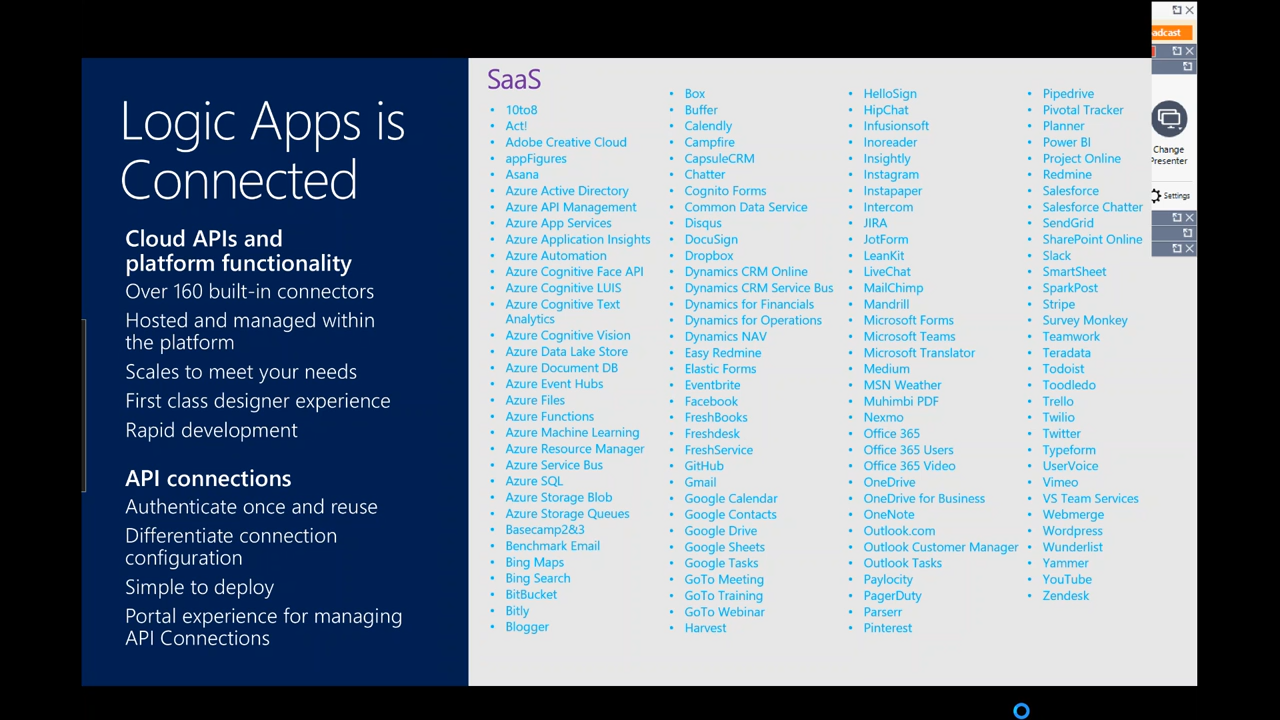 Logic Apps is
Connected
Cloud APIs and
platform functionality
Over 160 built-in connectors
Hosted and managed within
the platform
Scales to meet your needs
First class designer experience
Rapid development
API connections
Authenticate once and reuse
Differentiate connection
configuration
Simple to deploy
Portal experience for managing
API Connections
SaaS
• 10to8
• Act!
• Adobe Creative Cloud
• appFigures
• Asana
• Azure Active Directory
• Azure API Management
• Azure App Services
• Azure Application Insights
• Azure Automation
• Azure Cognitive Face API
• Azure Cognitive LUIS
• Azure Cognitive Text
Analytics
• Azure Cognitive Vision
• Azure Data Lake Store
• Azure Document DB
• Azure Event Hubs
• Azure Files
• Azure Functions
• Azure Machine Learning
• Azure Resource Manager
• Azure Service Bus
• Azure SQL
• Azure Storage Blob
• Azure Storage Queues
• Basecamp2&3
• Benchmark Email
• Bing Maps
• Bing Search
• BitBucket
• Bitly
• Blogger
• Box
• Buffer
• Calendly
• Campfire
• CapsuleCRM
• Chatter
• Cognito Forms
• Common Data Service
• Disqus
• DocuSign
• Dropbox
• Dynamics CRM Online
• Dynamics CRM Service Bus
• Dynamics for Financials
• Dynamics for Operations
• Dynamics NAV
• Easy Redmine
• Elastic Forms
• Eventbrite
• Facebook
• FreshBooks
• Freshdesk
• FreshService
• GitHub
• Gmail
• Google Calendar
• Google Contacts
• Google Drive
• Google Sheets
• Google Tasks
• GoTo Meeting
• GoTo Training
• GoTo Webinar
• Harvest
• HelloSign
• HipChat
• Infusionsoft
• Inoreader
• Insightly
• Instagram
• Instapaper
• Intercom
• JIRA
• JotForm
• LeanKit
• LiveChat
• MailChimp
• Mandrill
• Microsoft Forms
• Microsoft Teams
• Microsoft Translator
• Medium
• MSN Weather
• Muhimbi PDF
• Nexmo
• Office 365
• Office 365 Users
• Office 365 Video
• OneDrive
• OneDrive for Business
• OneNote
• Outlook.com
• Outlook Customer Manager
• Outlook Tasks
• Paylocity
• PagerDuty
• Parserr
• Pinterest
• Pipedrive
• Pivotal Tracker
• Planner
• Power BI
• Project Online
• Redmine
• Salesforce
• Salesforce Chatter
• SendGrid
• SharePoint Online
• Slack
• SmartSheet
• SparkPost
• Stripe
• Survey Monkey
• Teamwork
• Teradata
• Todoist
• Toodledo
• Trello
• Twilio
• Twitter
• Typeform
• UserVoice
• Vimeo
• VS Team Services
• Webmerge
• Wordpress
• Wunderlist
• Yammer
• YouTube
• Zendesk
adcast
Change
Presenter
Settings